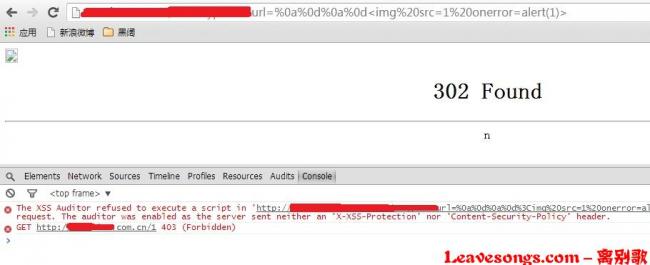 url=%0a%0d%0a%0d<img%20src=1%20onerror=alert(1)>
应用 新浪微博 黑阔
302 Found
n
Elements Network Sources Timeline Profiles Resources Audits Console
<top frame>
The XSS Auditor refused to execute a script in 'http:// url=%0a%0d%0a%0d%3Cimg%20src=1%20onerror=al
request. The auditor was enabled as the server sent neither an 'X-XSS-Protection' nor 'Content-Security-Policy' header.
GET http:// .com.cn/1 403 (Forbidden)
leavesongs.com - 离别歌